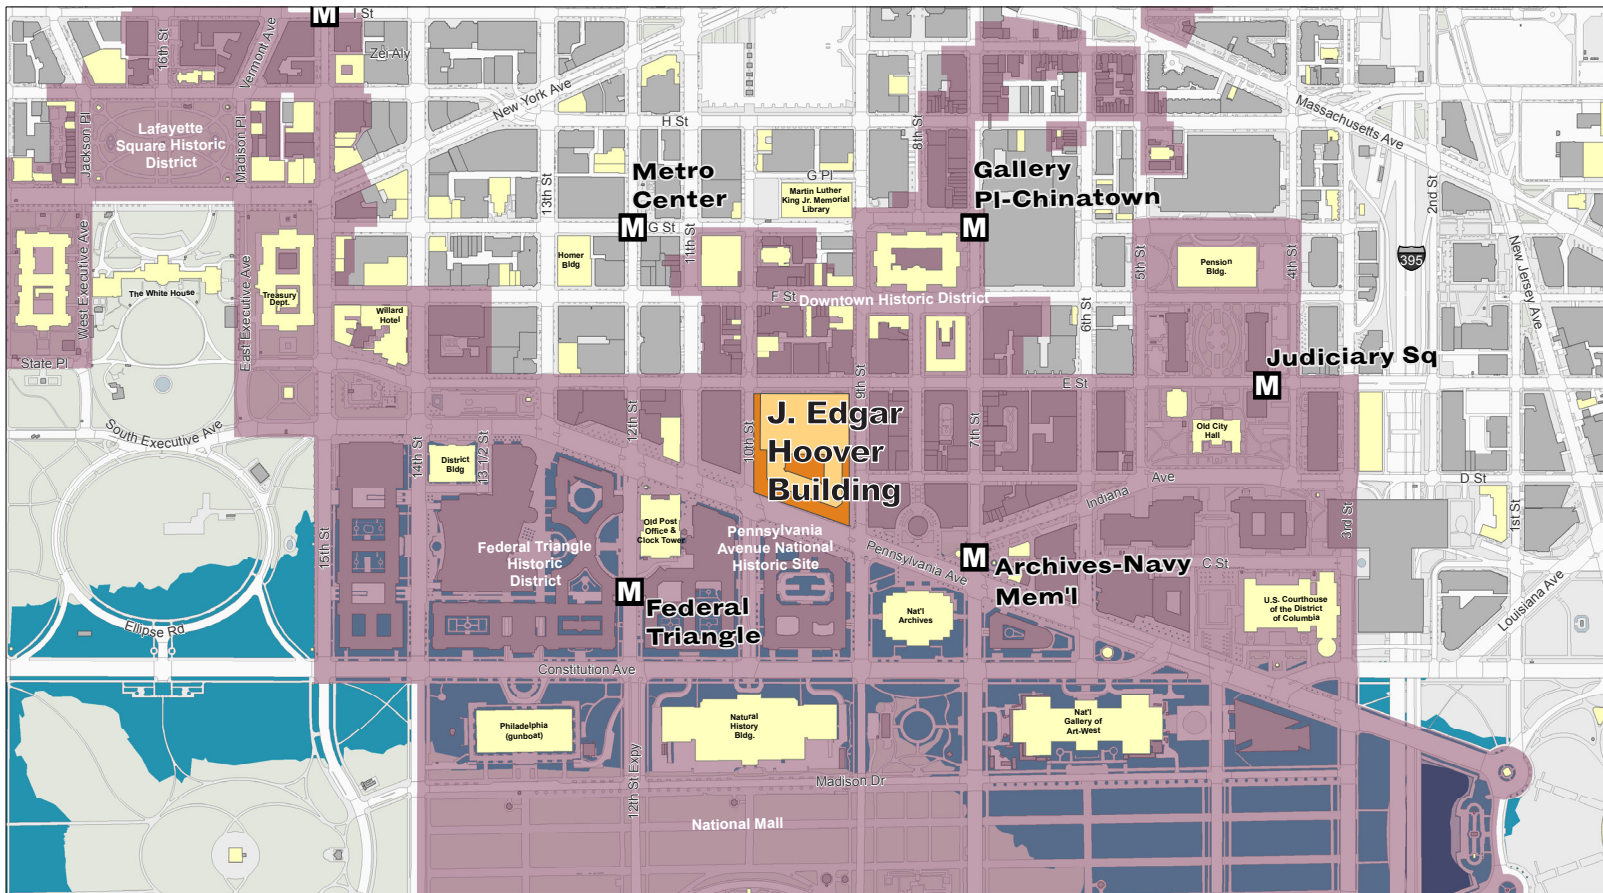 M
I St
16th St
Vermont Ave
Zei Aly
New York Ave
Massachusetts Ave
H St
8th St
Lafayette
Square Historic
District
Jackson Pl
Madison Pl
Metro
Center
M
G St
13th St
11th St
G Pl
Martin Luther
King Jr. Memorial
Library
Gallery
Pl-Chinatown
M
2nd St
West Executive Ave
The White House
East Executive Ave
Treasury
Dept.
Willard
Hotel
Homer
Bldg
F St
Downtown Historic District
5th St
Pension
Bldg.
4th St
395
New Jersey Ave
6th St
State Pl
Judiciary Sq
M
E St
South Executive Ave
14th St
District
Bldg
13 1/2 St
12th St
10th St
J. Edgar
Hoover
Building
9th St
7th St
Old City
Hall
Indiana
Ave
D St
1st St
3rd St
15th St
Old Post
Office &
Clock Tower
Federal Triangle
Historic
District
Pennsylvania
Avenue National
Historic Site
Pennsylvania Ave
M
Archives-Navy
Mem'l
C St
M
Federal
Triangle
Nat'l
Archives
U.S. Courthouse
of the District
of Columbia
Louisiana Ave
Ellipse Rd
Constitution Ave
Philadelphia
(gunboat)
Natural
History
Bldg.
Nat'l
Gallery of
Art-West
12th St Expy
Madison Dr
National Mall